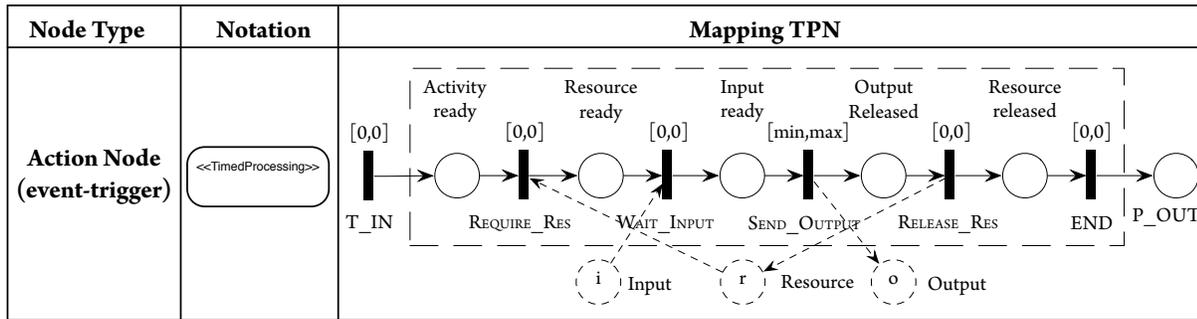 Node Type Notation Mapping TPN
Activity ready Resource ready Input ready Output Released Resource released
[0,0] [0,0] [0,0] [min,max] [0,0] [0,0]
Action Node (event-trigger)
<<TimedProcessing>>
T_IN REQUIRE_RES WAIT_INPUT SEND_OUTPUT RELEASE_RES END P_OUT
i Input r Resource o Output